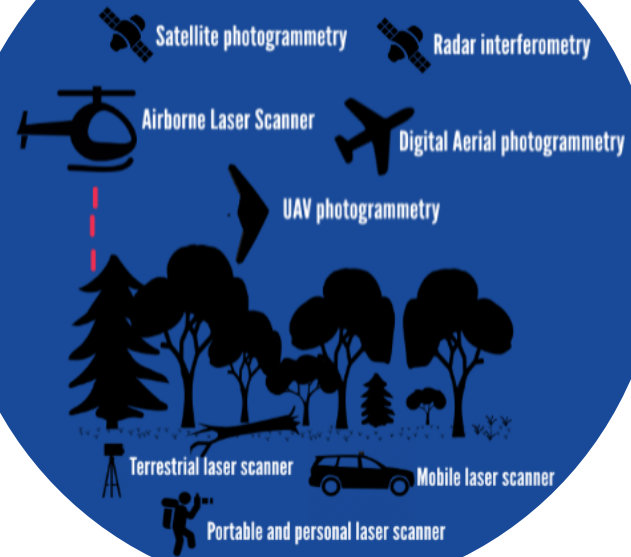 Satellite photogrammetry
Radar interferometry
Airborne Laser Scanner
Digital Aerial photogrammetry
UAV photogrammetry
Terrestrial laser scanner
Mobile laser scanner
Portable and personal laser scanner